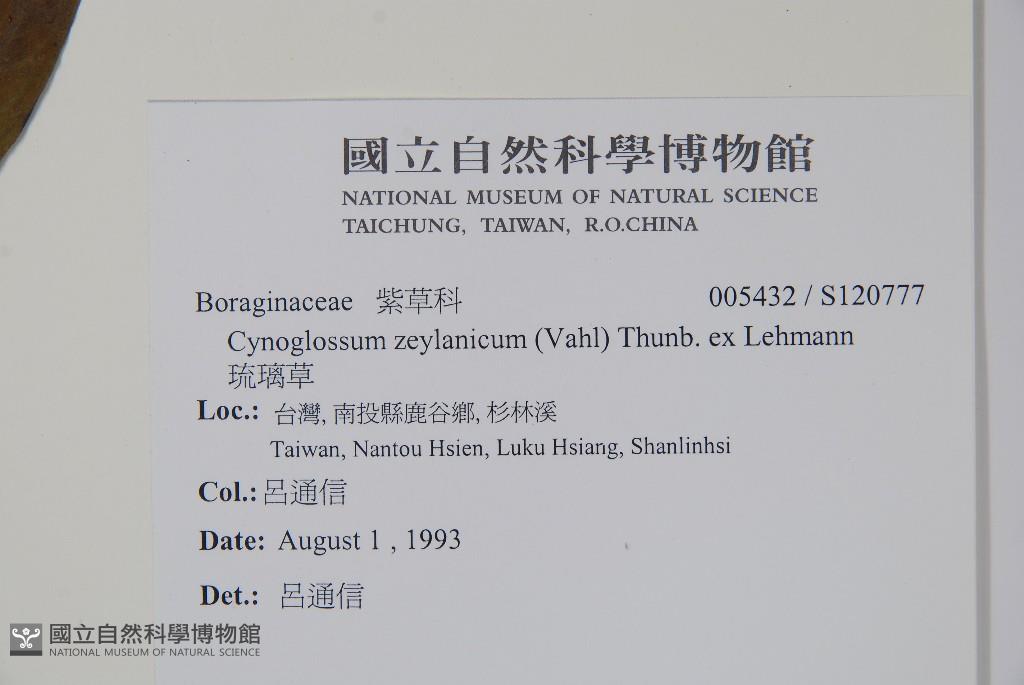 國立自然科學博物館
NATIONAL MUSEUM OF NATURAL SCIENCE
TAICHUNG, TAIWAN, R.O.CHINA
Boraginaceae 紫草科 005432 / S120777
Cynoglossum zeylanicum (Vahl) Thunb. ex Lehmann
琉璃草
Loc.: 台灣, 南投縣鹿谷鄉, 杉林溪
Taiwan, Nantou Hsien, Luku Hsiang, Shanlinhsi
Col.: 呂通信
Date: August 1 , 1993
Det.: 呂通信
國立自然科學博物館
NATIONAL MUSEUM OF NATURAL SCIENCE